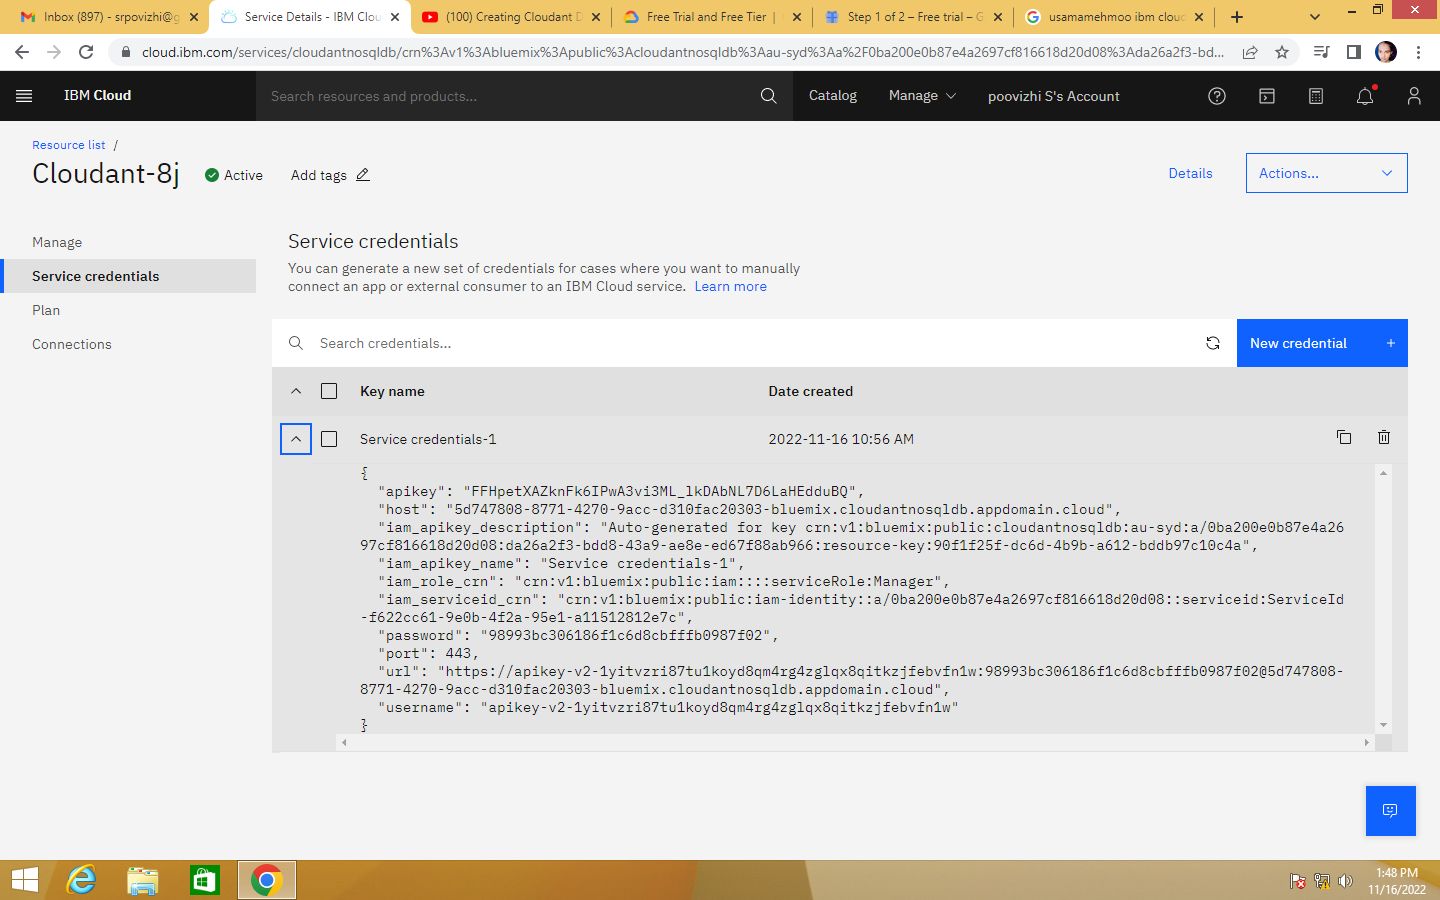 Inbox (897) - srpovizhi@g
Service Details - IBM Clou
(100) Creating Cloudant D
Free Trial and Free Tier |
Step 1 of 2 – Free trial – G
usamamehmoo ibm cloud
cloud.ibm.com/services/cloudantnosqldb/crn%3Av1%3Abluemix%3Apublic%3Acloudantnosqldb%3Aau-syd%3Aa%2F0ba200e0b87e4a2697cf816618d20d08%3Ada26a2f3-bd...
IBM Cloud
Search resources and products...
Catalog
Manage
poovizhi S's Account
Resource list /
Cloudant-8j
Active
Add tags
Details
Actions...
Manage
Service credentials
Plan
Connections
Service credentials
You can generate a new set of credentials for cases where you want to manually
connect an app or external consumer to an IBM Cloud service. Learn more
Search credentials...
New credential +
Key name
Date created
Service credentials-1
2022-11-16 10:56 AM
{
"apikey": "FFHpetXAZknFk6IPwA3vi3ML_lkDAbNL7D6LaHEdduBQ",
"host": "5d747808-8771-4270-9acc-d310fac20303-bluemix.cloudantnosqldb.appdomain.cloud",
"iam_apikey_description": "Auto-generated for key crn:v1:bluemix:public:cloudantnosqldb:au-syd:a/0ba200e0b87e4a26
97cf816618d20d08:da26a2f3-bdd8-43a9-ae8e-ed67f88ab966:resource-key:90f1f25f-dc6d-4b9b-a612-bddb97c10c4a",
"iam_apikey_name": "Service credentials-1",
"iam_role_crn": "crn:v1:bluemix:public:iam::::serviceRole:Manager",
"iam_serviceid_crn": "crn:v1:bluemix:public:iam-identity::a/0ba200e0b87e4a2697cf816618d20d08::serviceid:ServiceId
-f622cc61-9e0b-4f2a-95e1-a11512812e7c",
"password": "98993bc306186f1c6d8cbfffb0987f02",
"port": 443,
"url": "https://apikey-v2-1yitvzri87tu1koyd8qm4rg4zglqx8qitkzjfebvfn1w:98993bc306186f1c6d8cbfffb0987f02@5d747808-
8771-4270-9acc-d310fac20303-bluemix.cloudantnosqldb.appdomain.cloud",
"username": "apikey-v2-1yitvzri87tu1koyd8qm4rg4zglqx8qitkzjfebvfn1w"
}
1:48 PM
11/16/2022